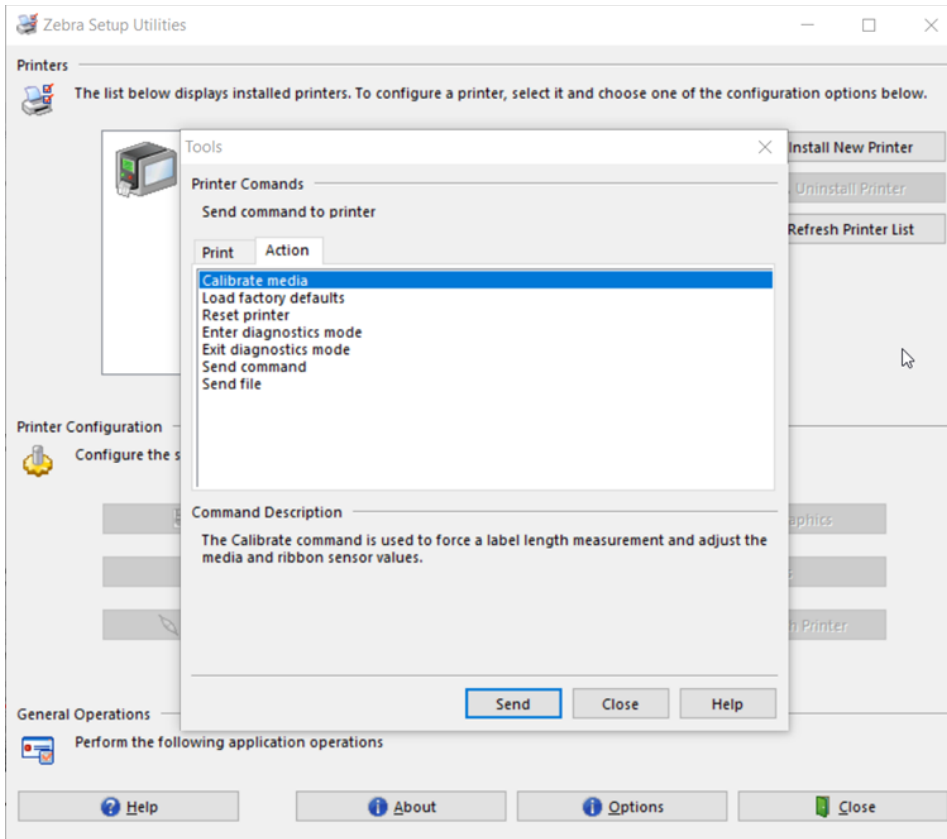 Zebra Setup Utilities
Printers
The list below displays installed printers. To configure a printer, select it and choose one of the configuration options below.
Install New Printer
Uninstall Printer
Refresh Printer List
Tools
Printer Comands
Send command to printer
Print
Action
Calibrate media
Load factory defaults
Reset printer
Enter diagnostics mode
Exit diagnostics mode
Send command
Send file
Command Description
The Calibrate command is used to force a label length measurement and adjust the
media and ribbon sensor values.
Send
Close
Help
Printer Configuration
Configure the
Printer
General Operations
Perform the following application operations
Help
About
Options
Close